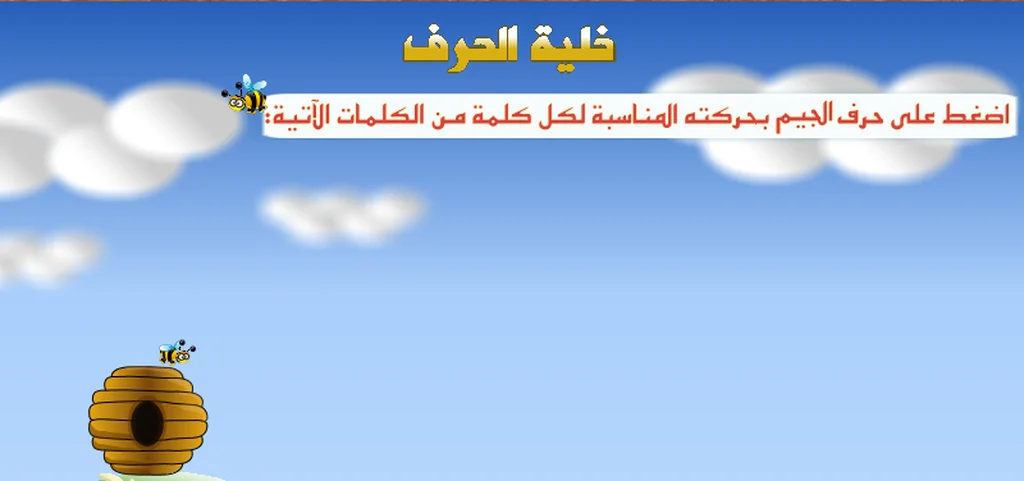 خلية الحرف
اضغط على حرف الجيم بحركته المناسبة لكل كلمة من الكلمات الآتية: